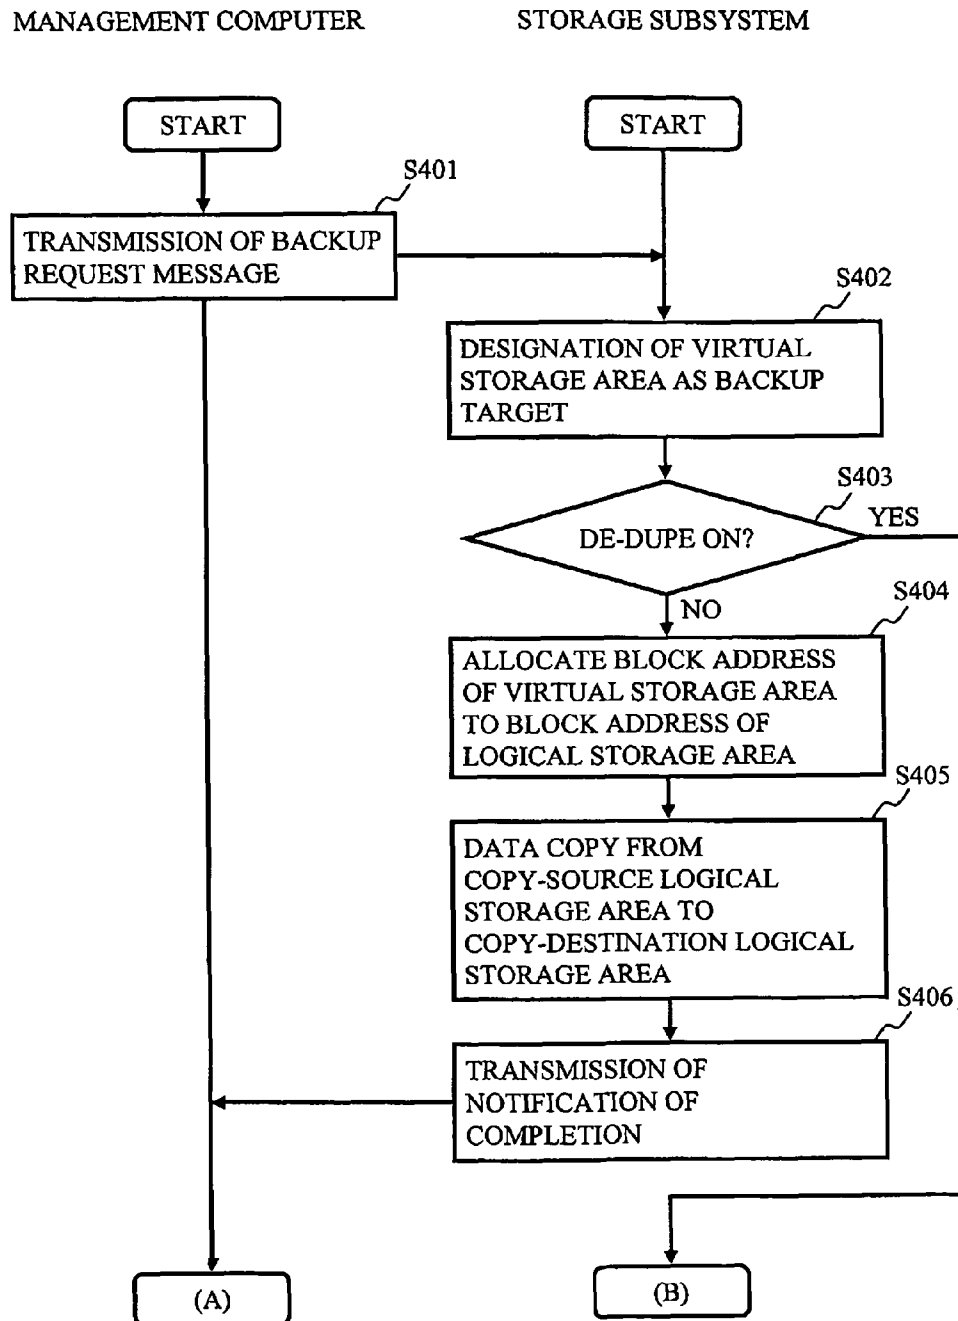 MANAGEMENT COMPUTER
STORAGE SUBSYSTEM
START
START
S401
TRANSMISSION OF BACKUP
REQUEST MESSAGE
S402
DESIGNATION OF VIRTUAL
STORAGE AREA AS BACKUP
TARGET
S403
DE-DUPE ON?
YES
NO
S404
ALLOCATE BLOCK ADDRESS
OF VIRTUAL STORAGE AREA
TO BLOCK ADDRESS OF
LOGICAL STORAGE AREA
S405
DATA COPY FROM
COPY-SOURCE LOGICAL
STORAGE AREA TO
COPY-DESTINATION LOGICAL
STORAGE AREA
S406
TRANSMISSION OF
NOTIFICATION OF
COMPLETION
(A)
(B)